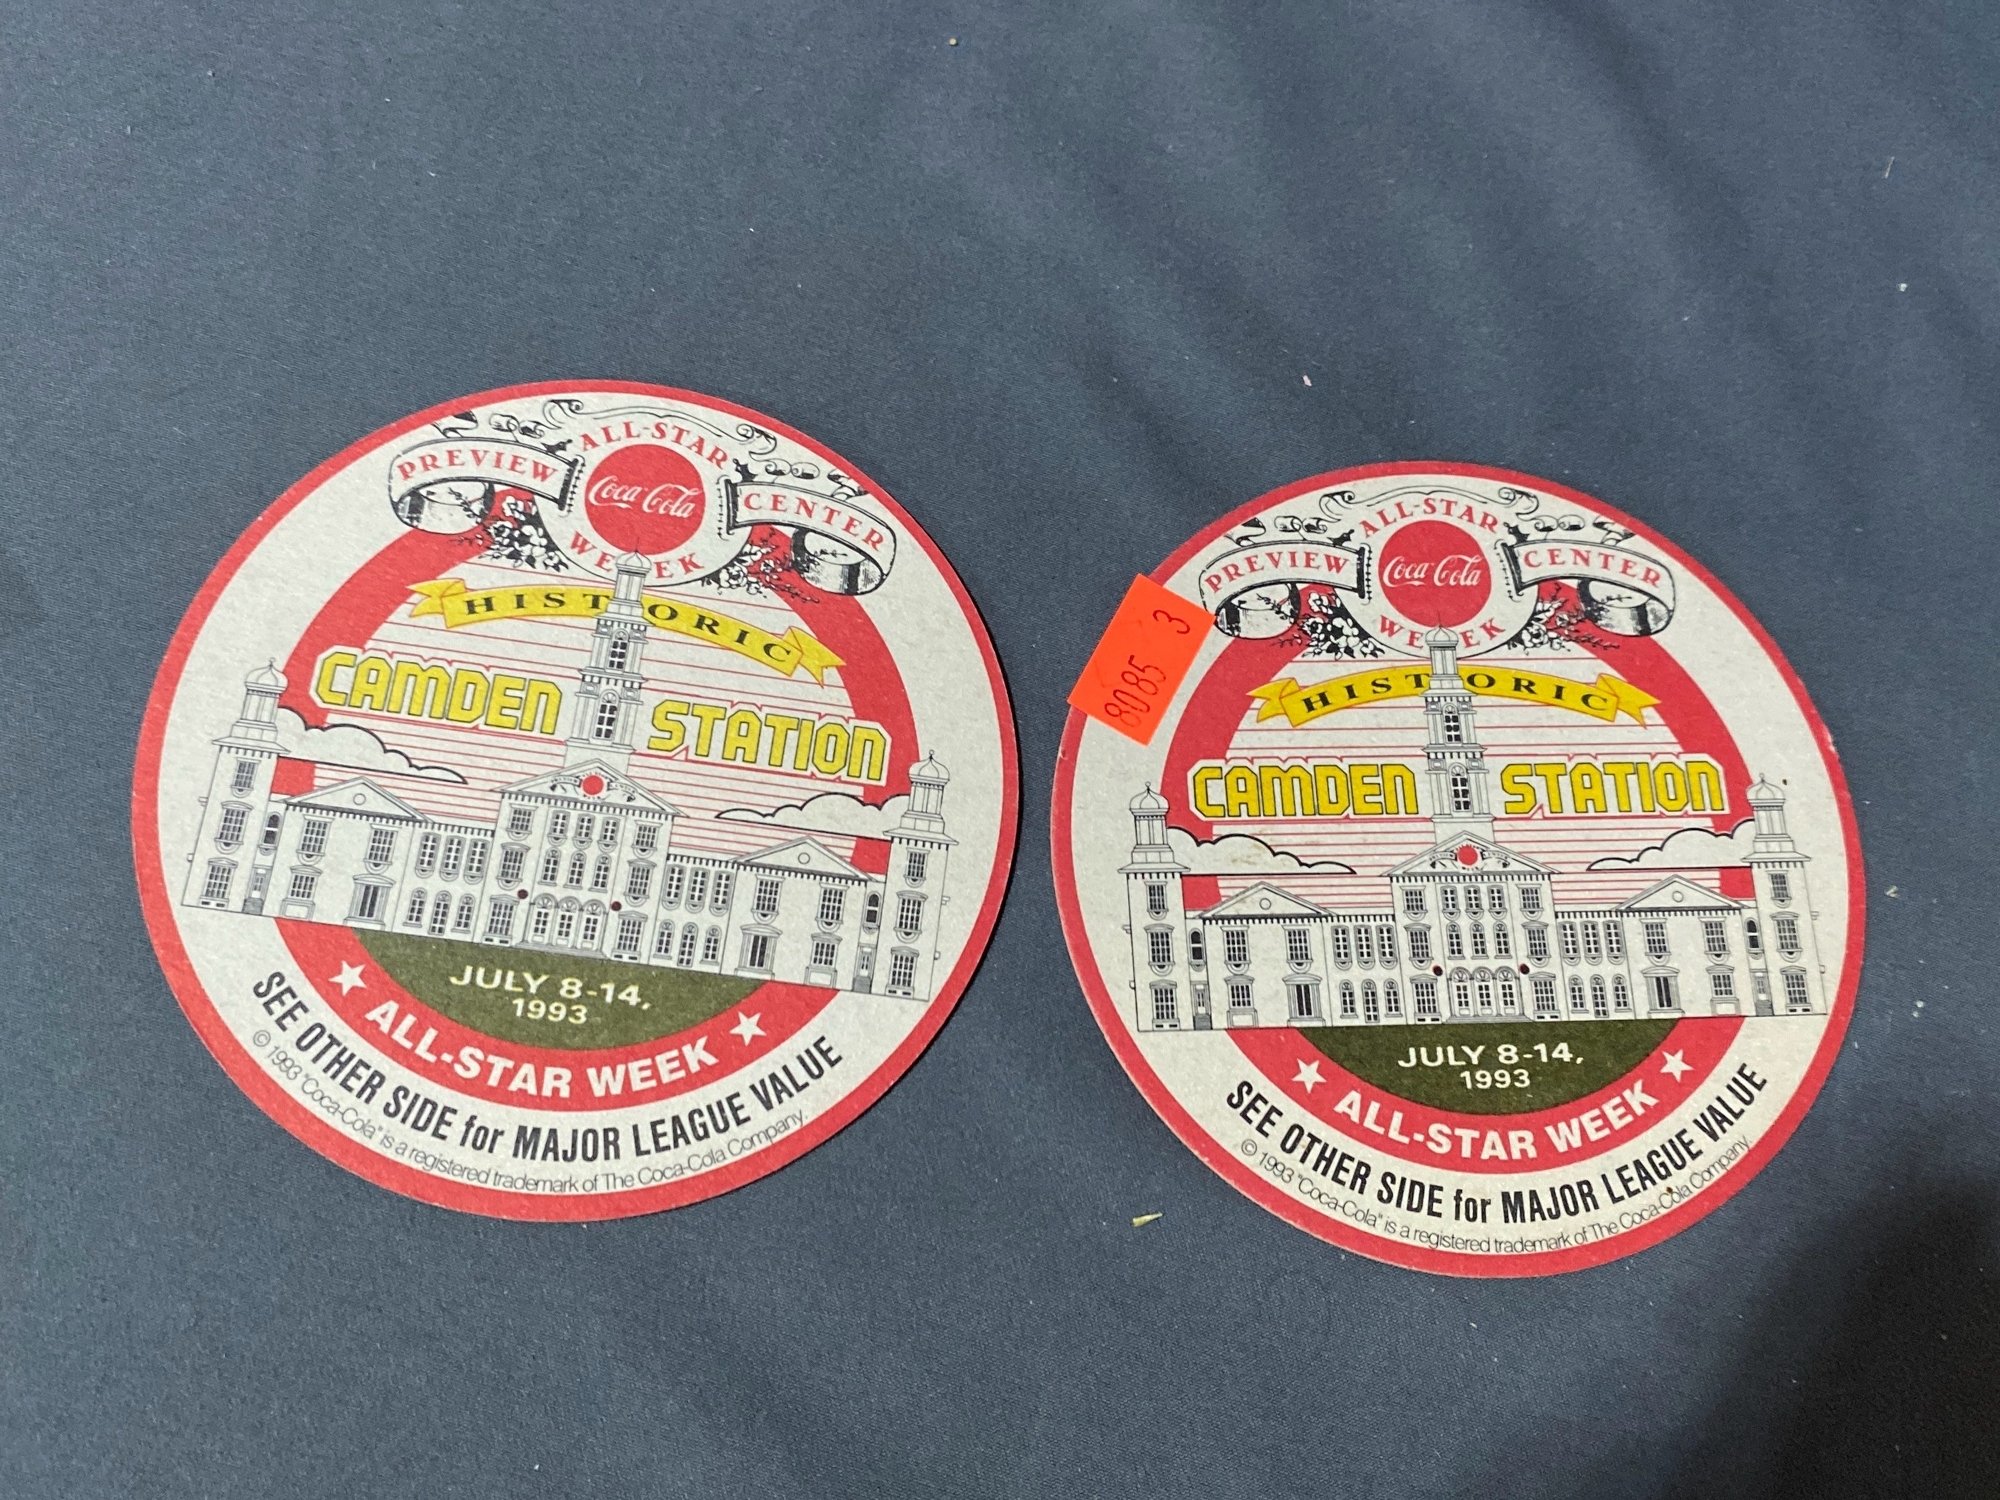 PREVIEW ALL-STAR CENTER
Coca-Cola
WEEK
HISTORIC
CAMDEN STATION
JULY 8-14,
1993
ALL-STAR WEEK
SEE OTHER SIDE for MAJOR LEAGUE VALUE
© 1993 "Coca-Cola" is a registered trademark of The Coca-Cola Company.
80185 3
PREVIEW ALL-STAR CENTER
Coca-Cola
WEEK
HISTORIC
CAMDEN STATION
JULY 8-14,
1993
ALL-STAR WEEK
SEE OTHER SIDE for MAJOR LEAGUE VALUE
© 1993 "Coca-Cola" is a registered trademark of The Coca-Cola Company.